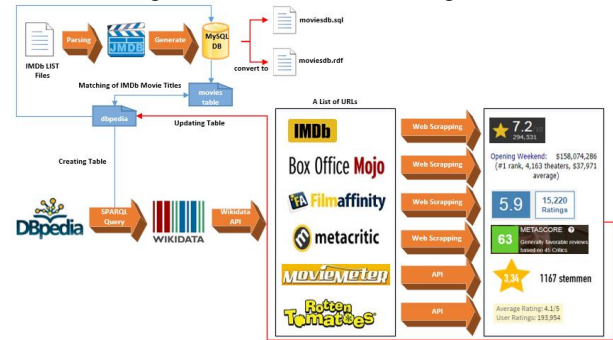 Parsing
JMDB
Generate
MySQL
DB
IMDb LIST
Files
moviesdb.sql
convert to
moviesdb.rdf
Matching of IMDb Movie Titles
movies
table
dbpedia
Updating Table
Creating Table
DBpedia
SPARQL
Query
WIKIDATA
Wikidata
API
A List of URLs
IMDb
Web Scrapping
7.2/10
294,531
Box Office Mojo
Web Scrapping
Opening Weekend: $158,074,286
(#1 rank, 4,163 theaters, $37,971
average)
FA Filmaffinity
Web Scrapping
5.9
15,220
Ratings
metacritic
Web Scrapping
63
METASCORE
Generally favorable reviews
based on 45 Critics
MovieMeter
API
3,34
1167 stemmen
Rotten
Tomatoes
API
Average Rating: 4.1/5
User Ratings: 193,954